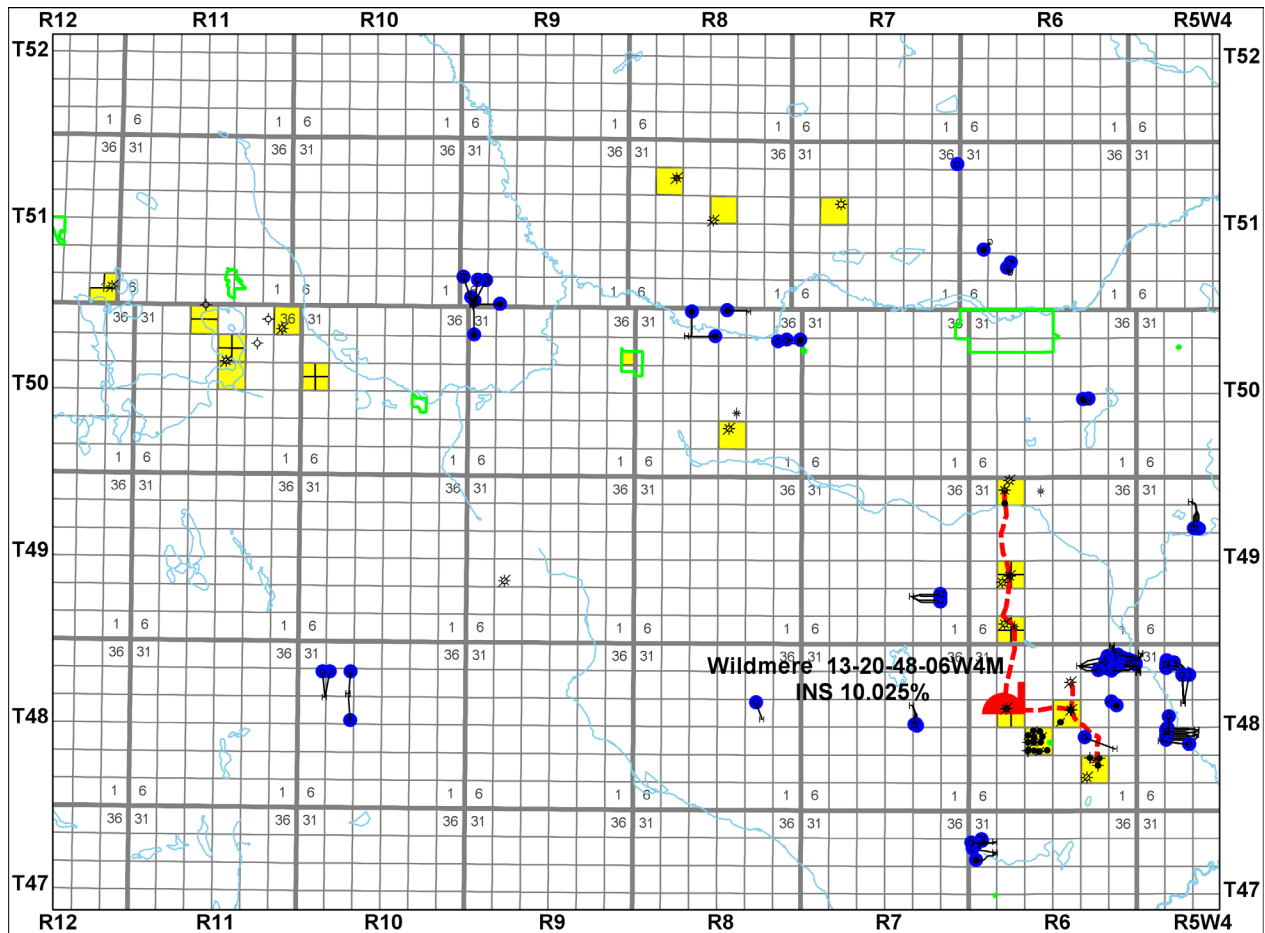 R12 R11 R10 R9 R8 R7 R6 R5W4
T52 T52
1 6 1 6 1 6 1 6 1 6 1 6 1 6
36 31 36 31 36 31 36 31 36 31 36 31 36 31
T51 T51
6 1 6 1 6 1 6 1 6 1 6 1 6
36 31 36 31 36 31 36 31 36 31 36 31 36 31
T50 T50
1 6 1 6 1 6 1 6 1 6 1 6 1 6
36 31 36 31 36 31 36 31 36 31 36 31 36 31
T49 T49
1 6 1 6 1 6 1 6 1 6 1 6 1 6
36 31 36 31 36 31 36 31 36 31 36 31
Wildmere 13-20-48-06W4M
INS 10.025%
T48 T48
1 6 1 6 1 6 1 6 1 6 1 6 1 6
36 31 36 31 36 31 36 31 36 31 36 31 36 31
T47 T47
R12 R11 R10 R9 R8 R7 R6 R5W4